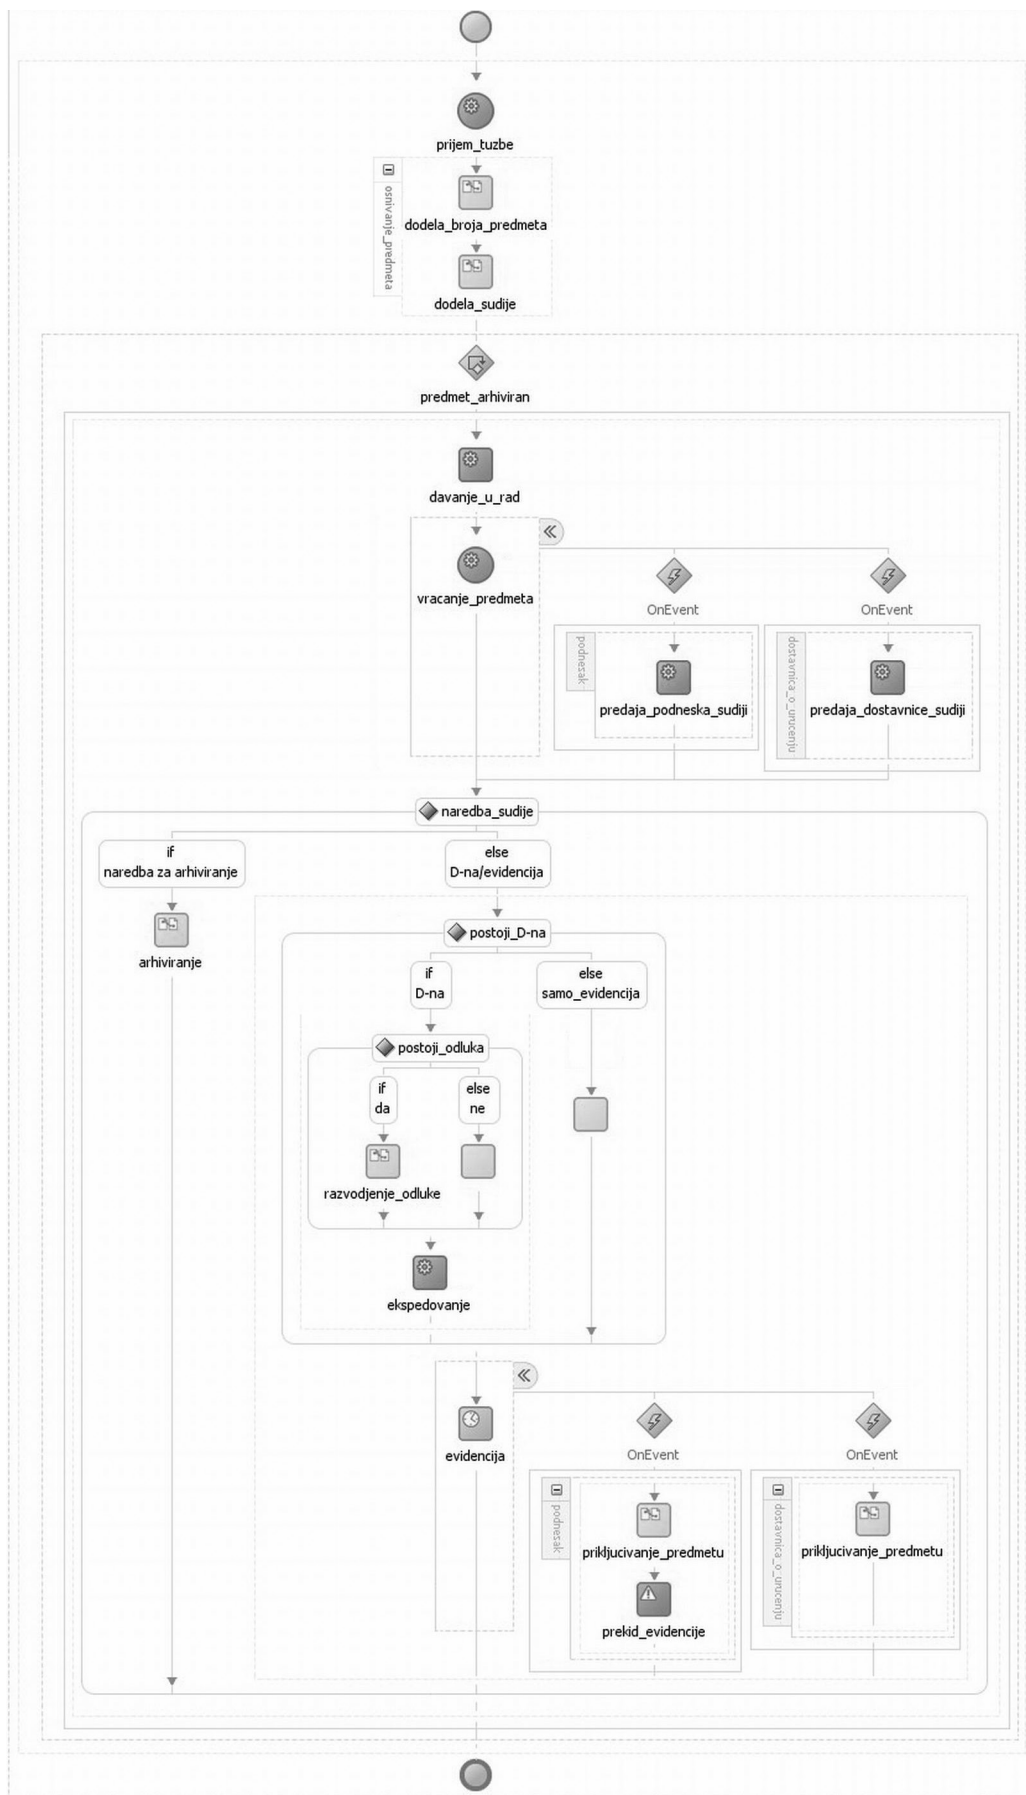 prijem_tuzbe
osnivanje_predmeta
dodela_broja_predmeta
dodela_sudije
predmet_arhiviran
davanje_u_rad
vracanje_predmeta
OnEvent
OnEvent
podnesak
predaja_podneska_sudiji
dostavnica_o_urucenju
predaja_dostavnice_sudiji
naredba_sudije
if
naredba za arhiviranje
else
D-na/evidencija
arhiviranje
postoji_D-na
if
D-na
else
samo_evidencija
postoji_odluka
if
da
else
ne
razvodjenje_odluke
ekspedovanje
evidencija
OnEvent
OnEvent
podnesak
prikljucivanje_predmetu
prekid_evidencije
dostavnica_o_urucenju
prikljucivanje_predmetu